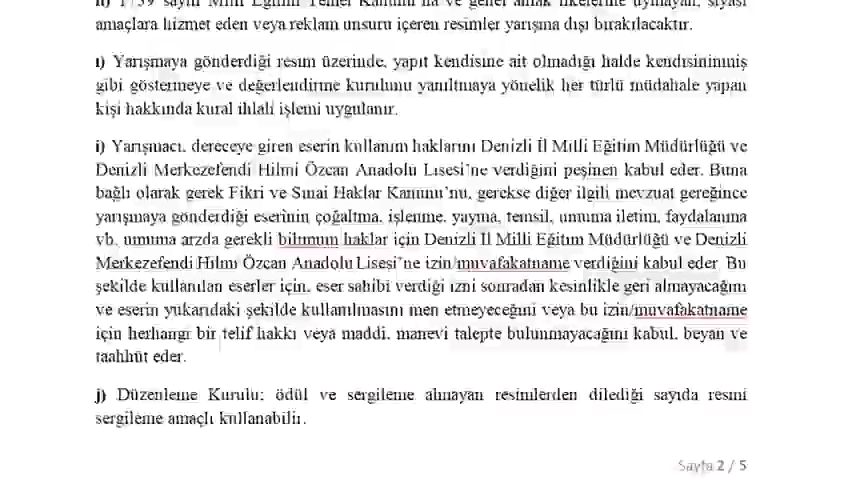 h) 1739 sayılı Milli Eğitim Temel Kanunu'na ve genel ahlak ilkelerine uymayan, siyasi
amaçlara hizmet eden veya reklam unsuru içeren resimler yarışma dışı bırakılacaktır.
ı) Yarışmaya gönderdiği resim üzerinde, yapıt kendisine ait olmadığı halde kendisininmiş
gibi göstermeye ve değerlendirme kurulunu yanıltmaya yönelik her türlü müdahale yapan
kişi hakkında kural ihlali işlemi uygulanır.
i) Yarışmacı, dereceye giren eserin kullanım haklarını Denizli İl Milli Eğitim Müdürlüğü ve
Denizli Merkezefendi Hilmi Özcan Anadolu Lisesi'ne verdiğini peşinen kabul eder. Buna
bağlı olarak gerek Fikri ve Sınai Haklar Kanunu'nu, gerekse diğer ilgili mevzuat gereğince
yarışmaya gönderdiği eserinin çoğaltma, işlenme, yayma, temsil, umuma iletim, faydalanma
vb. umuma arzda gerekli bilimum haklar için Denizli İl Milli Eğitim Müdürlüğü ve Denizli
Merkezefendi Hilmi Özcan Anadolu Lisesi'ne izin/muvafakatname verdiğini kabul eder. Bu
şekilde kullanılan eserler için, eser sahibi verdiği izni sonradan kesinlikle geri almayacağını
ve eserin yukarıdaki şekilde kullanılmasını men etmeyeceğini veya bu izin/muvafakatname
için herhangi bir telif hakkı veya maddi, manevi talepte bulunmayacağını kabul, beyan ve
taahhüt eder.
j) Düzenleme Kurulu; ödül ve sergileme almayan resimlerden dilediği sayıda resmi
sergileme amaçlı kullanabilir.
Sayfa 2 / 5